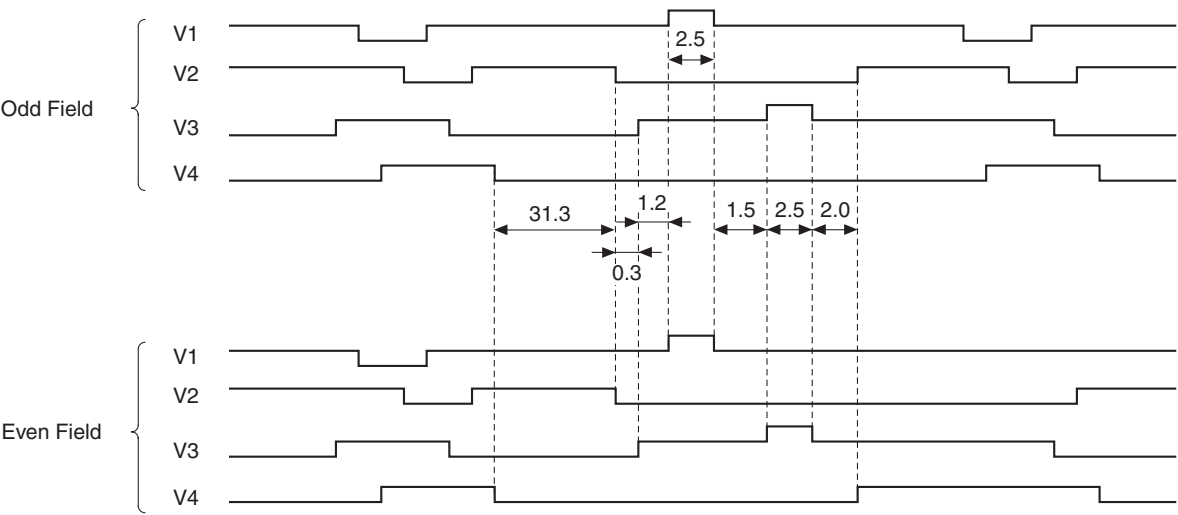 Odd Field
V1
2.5
V2
V3
V4
31.3
1.2
1.5
2.5
2.0
0.3
Even Field
V1
V2
V3
V4